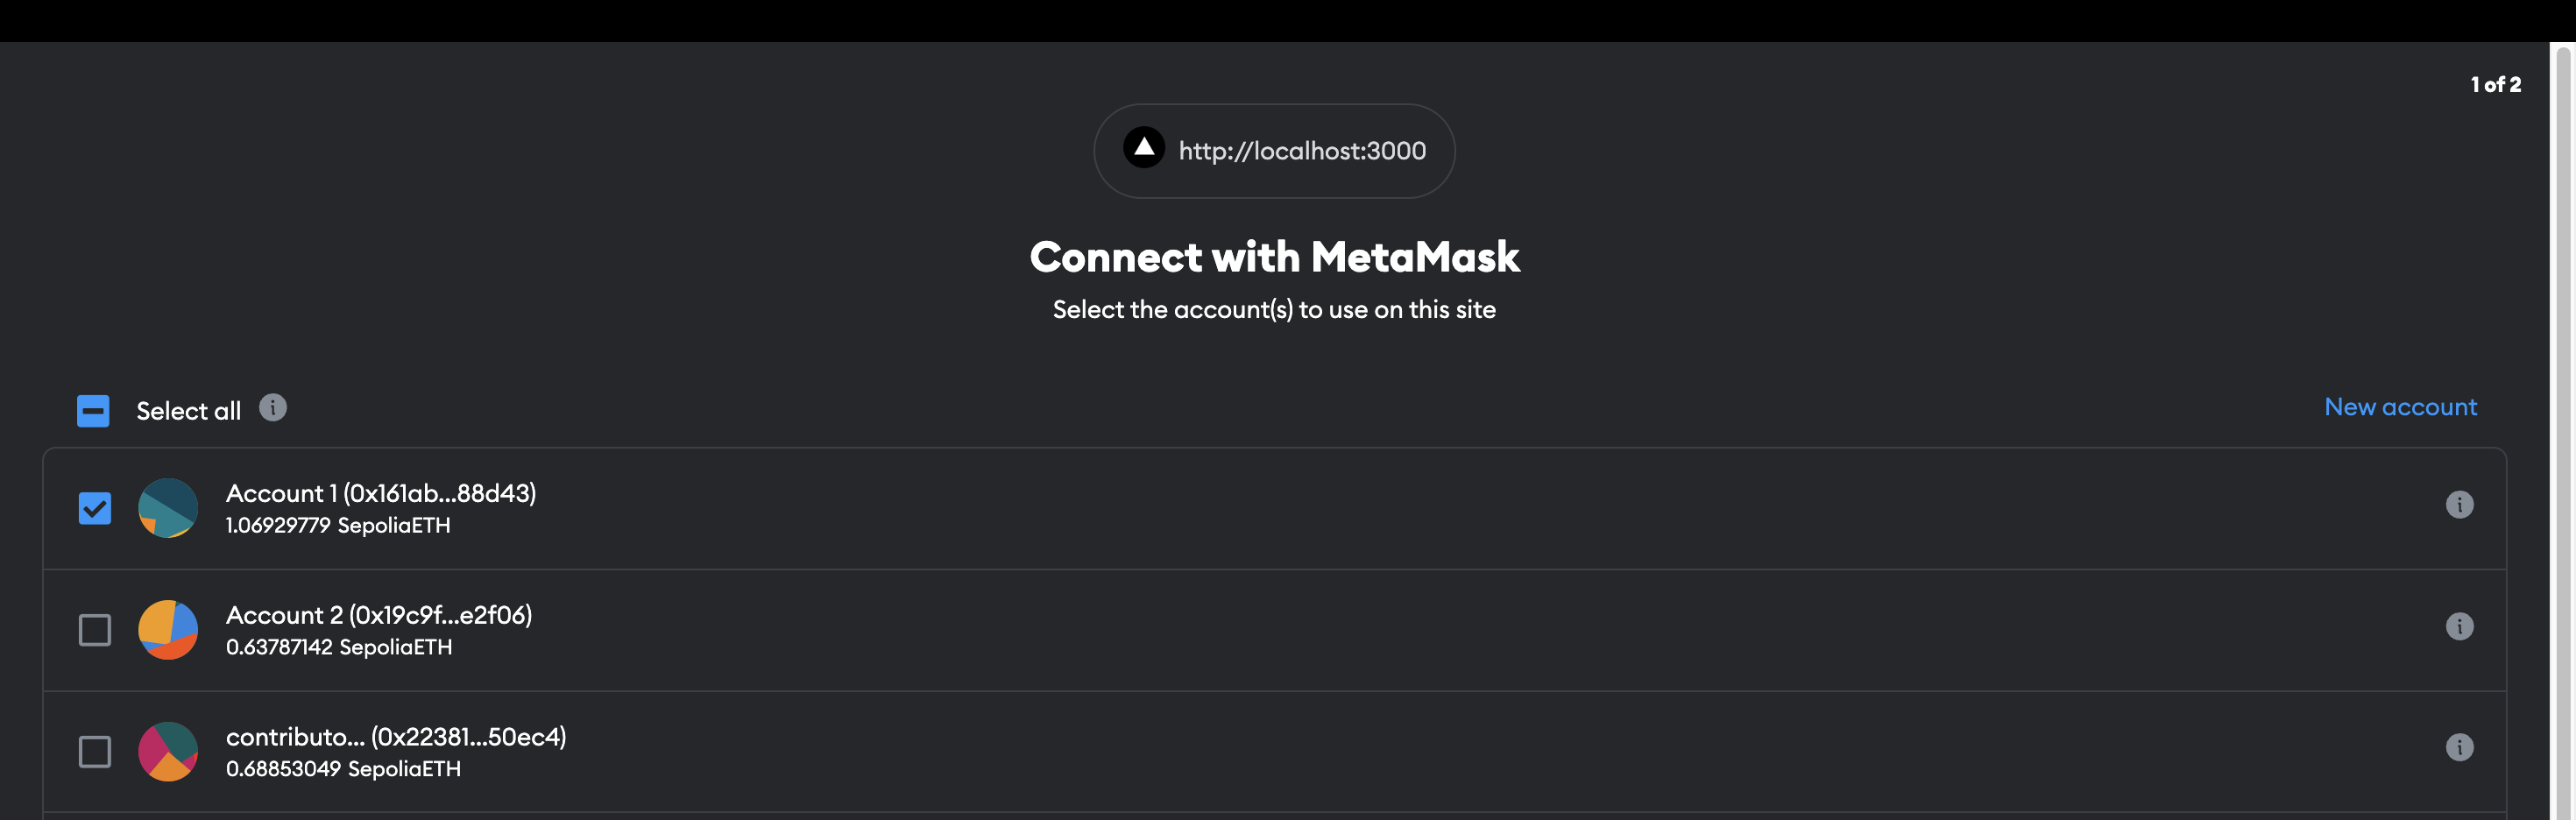 1 of 2
http://localhost:3000
Connect with MetaMask
Select the account(s) to use on this site
Select all
New account
Account 1 (0x161ab...88d43)
1.06929779 SepoliaETH
Account 2 (0x19c9f...e2f06)
0.63787142 SepoliaETH
contributo... (0x22381...50ec4)
0.68853049 SepoliaETH